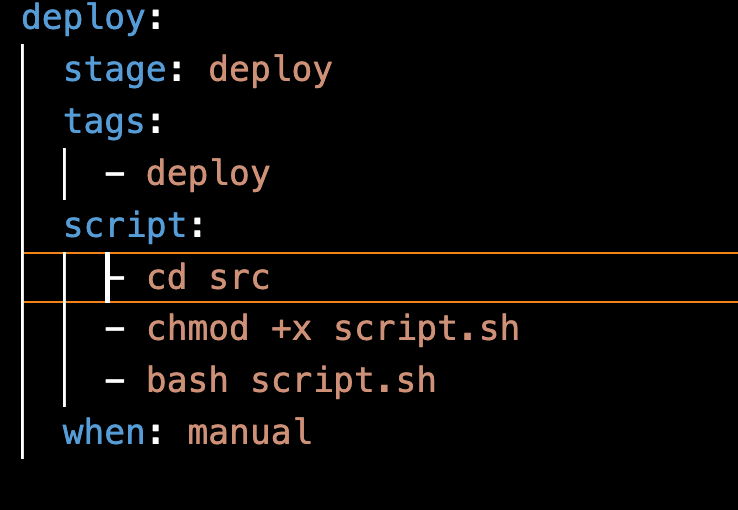 deploy:
  stage: deploy
  tags:
    - deploy
  script:
    - cd src
    - chmod +x script.sh
    - bash script.sh
  when: manual